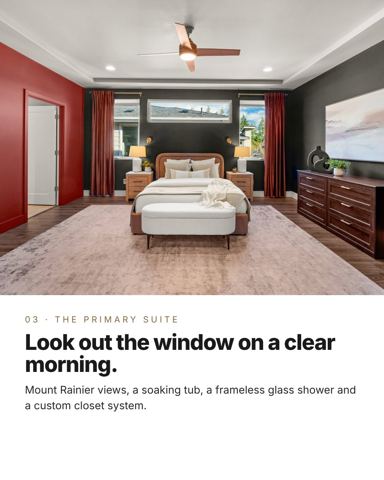 03 · THE PRIMARY SUITE
Look out the window on a clear
morning.
Mount Rainier views, a soaking tub, a frameless glass shower and
a custom closet system.